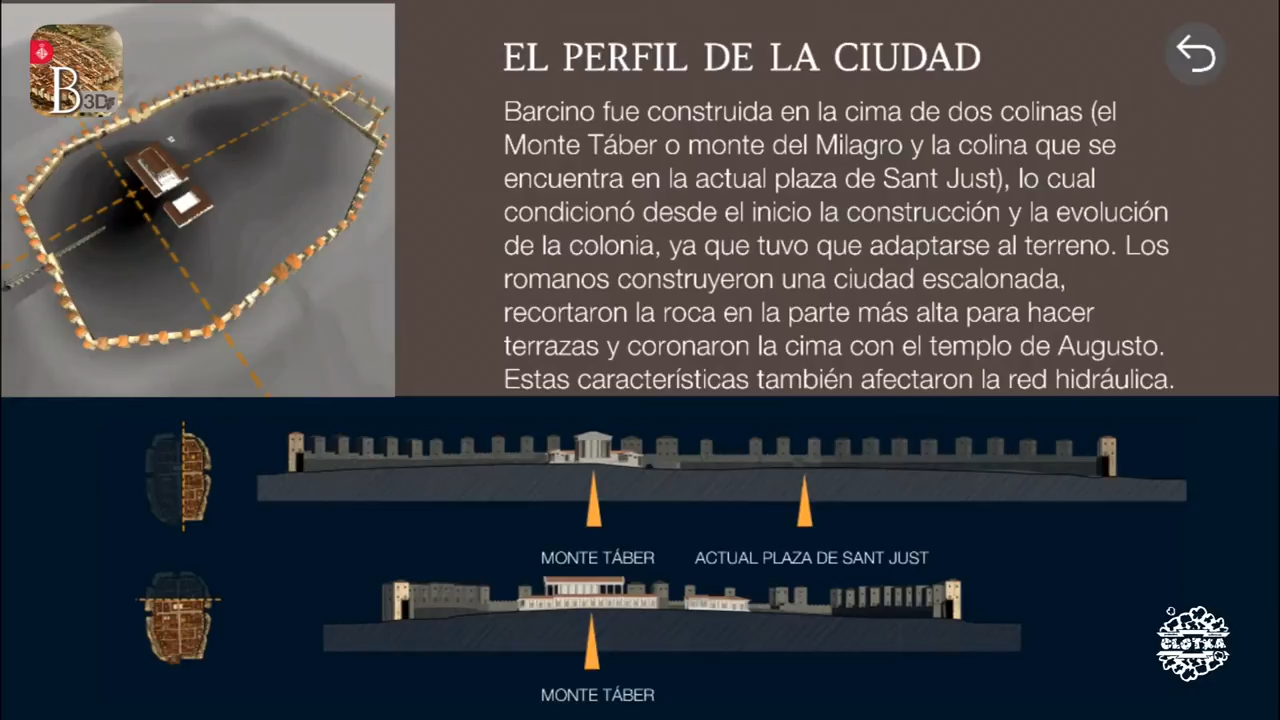 B
3D
EL PERFIL DE LA CIUDAD
Barcino fue construida en la cima de dos colinas (el
Monte Táber o monte del Milagro y la colina que se
encuentra en la actual plaza de Sant Just), lo cual
condicionó desde el inicio la construcción y la evolución
de la colonia, ya que tuvo que adaptarse al terreno. Los
romanos construyeron una ciudad escalonada,
recortaron la roca en la parte más alta para hacer
terrazas y coronaron la cima con el templo de Augusto.
Estas características también afectaron la red hidráulica.
MONTE TÁBER
ACTUAL PLAZA DE SANT JUST
MONTE TÁBER
CLOTXA